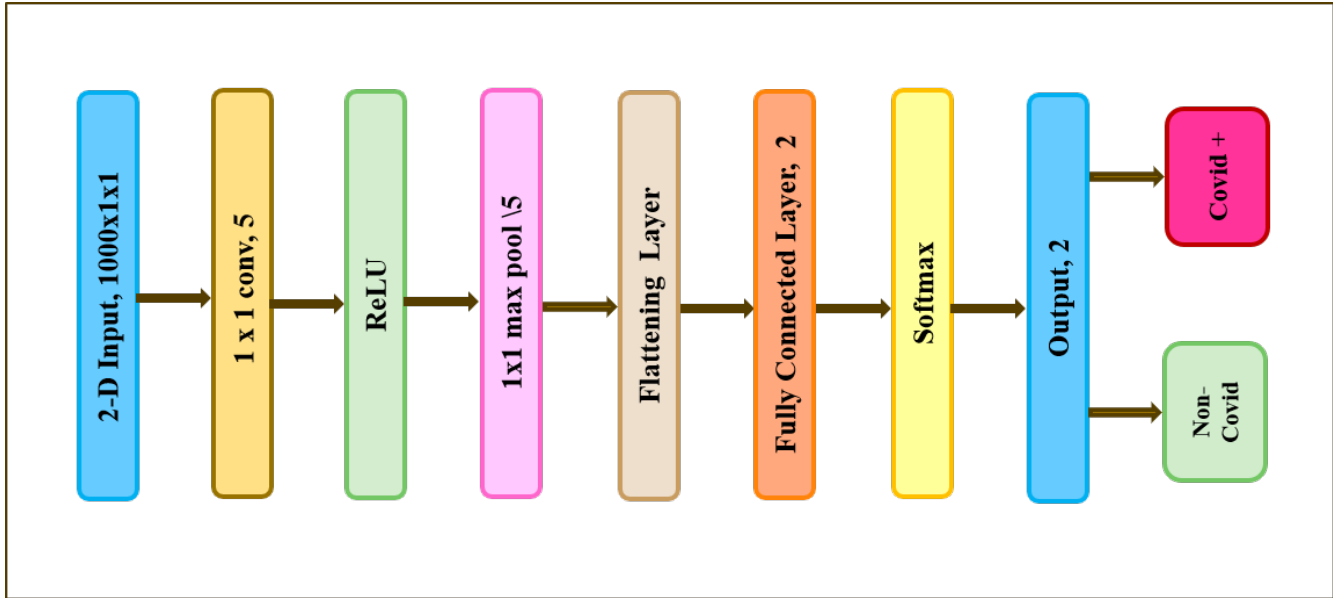 2-D Input, 1000x1x1
1 x 1 conv, 5
ReLU
1x1 max pool \5
Flattening Layer
Fully Connected Layer, 2
Softmax
Output, 2
Covid +
Non-
Covid